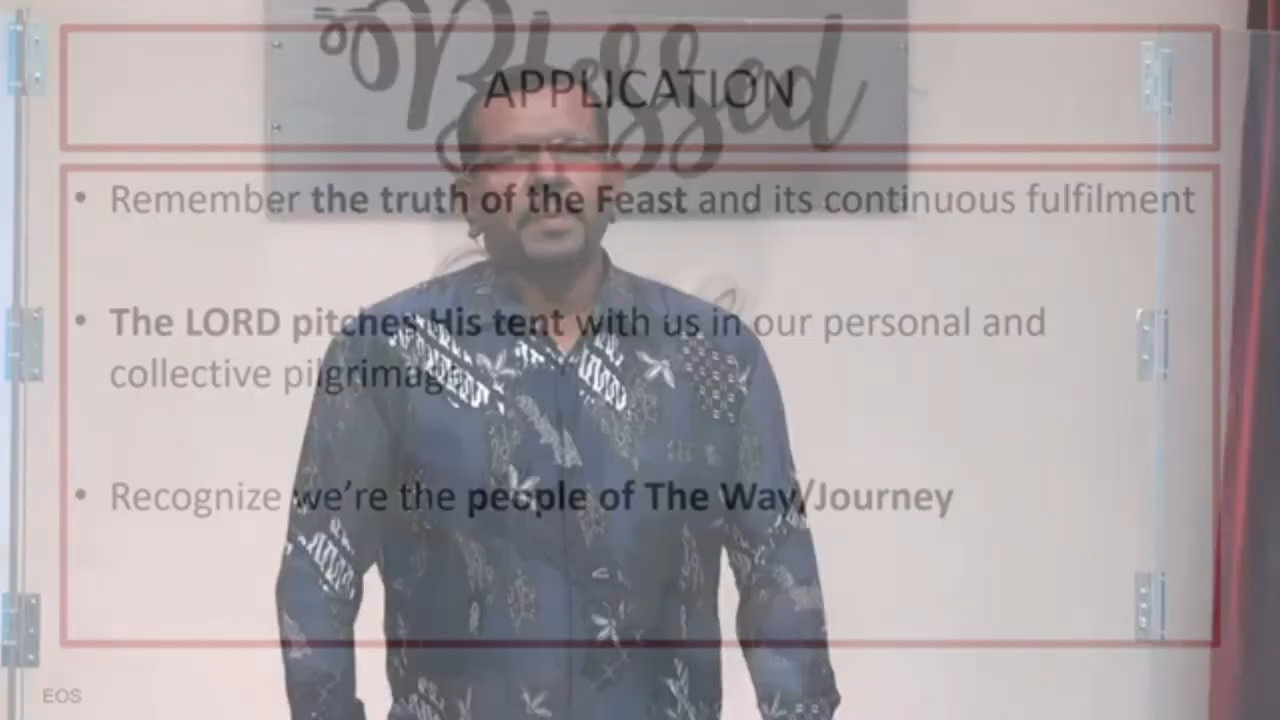 Blessed
APPLICATION
• Remember the truth of the Feast and its continuous fulfilment
• The LORD pitches His tent with us in our personal and
collective pilgrimage
• Recognize we're the people of The Way/Journey
EOS